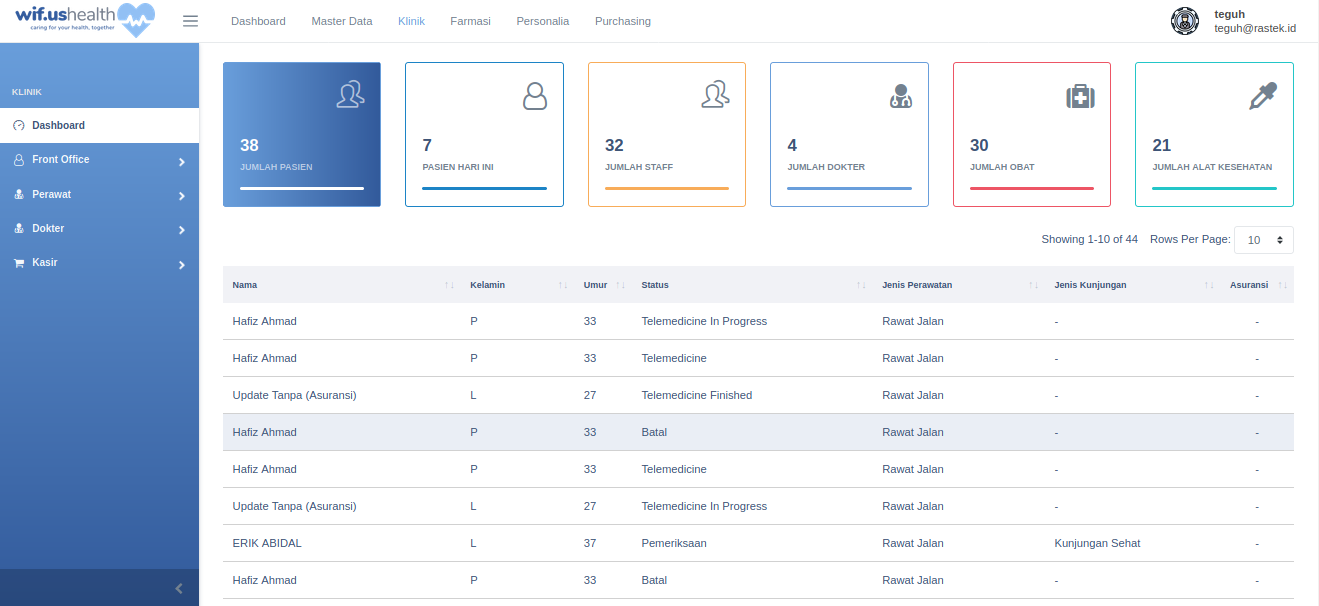 wif.ushealth
caring for your health, together
Dashboard Master Data Klinik Farmasi Personalia Purchasing
teguh
teguh@rastek.id
KLINIK
Dashboard
Front Office
Perawat
Dokter
Kasir
38
JUMLAH PASIEN
7
PASIEN HARI INI
32
JUMLAH STAFF
4
JUMLAH DOKTER
30
JUMLAH OBAT
21
JUMLAH ALAT KESEHATAN
Showing 1-10 of 44 Rows Per Page: 10
Nama ↑↓ Kelamin ↑↓ Umur ↑↓ Status ↑↓ Jenis Perawatan ↑↓ Jenis Kunjungan ↑↓ Asuransi ↑↓
Hafiz Ahmad P 33 Telemedicine In Progress Rawat Jalan - -
Hafiz Ahmad P 33 Telemedicine Rawat Jalan - -
Update Tanpa (Asuransi) L 27 Telemedicine Finished Rawat Jalan - -
Hafiz Ahmad P 33 Batal Rawat Jalan - -
Hafiz Ahmad P 33 Telemedicine Rawat Jalan - -
Update Tanpa (Asuransi) L 27 Telemedicine In Progress Rawat Jalan - -
ERIK ABIDAL L 37 Pemeriksaan Rawat Jalan Kunjungan Sehat -
Hafiz Ahmad P 33 Batal Rawat Jalan - -